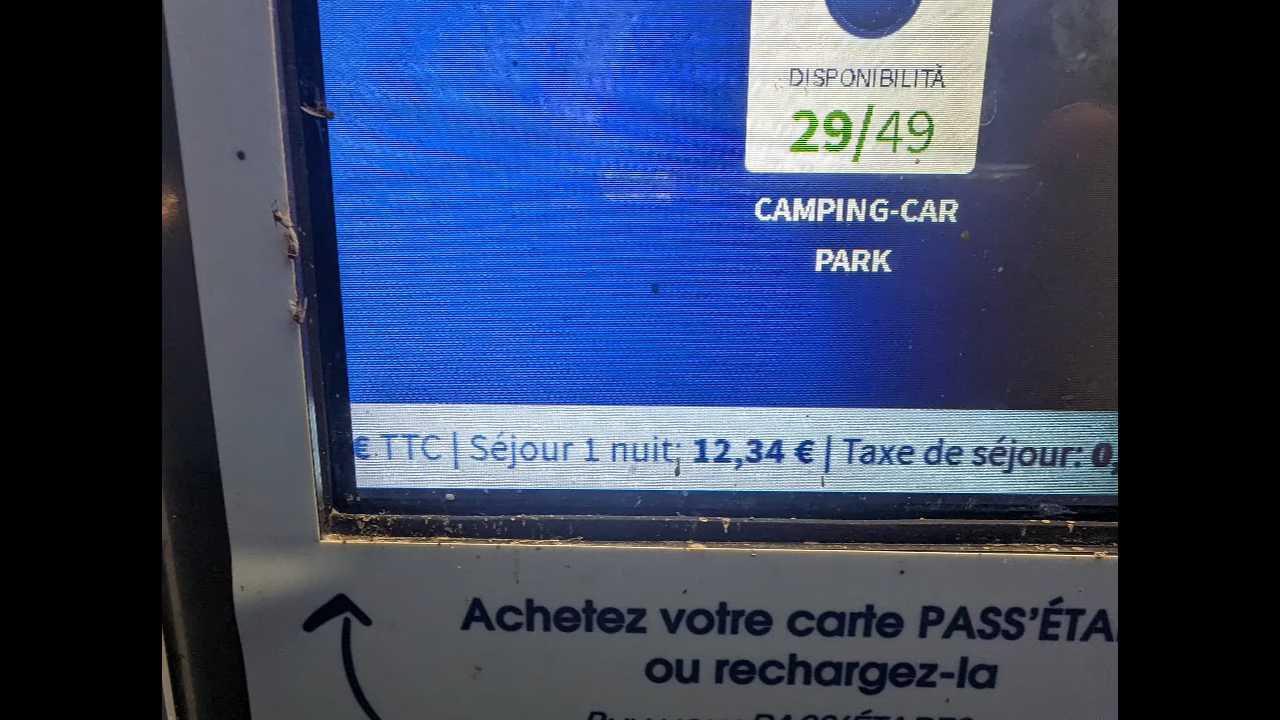 DISPONIBILITÀ
29/49
CAMPING-CAR
PARK
€ TTC | Séjour 1 nuit: 12,34 € | Taxe de séjour: 0,
Achetez votre carte PASS'ÉTA
ou rechargez-la